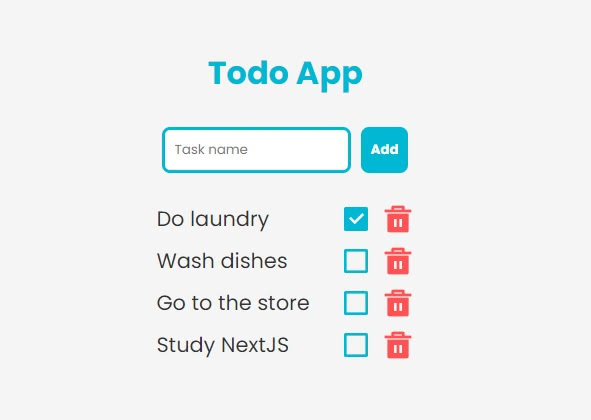 Todo App
Task name
Add
Do laundry
Wash dishes
Go to the store
Study NextJS